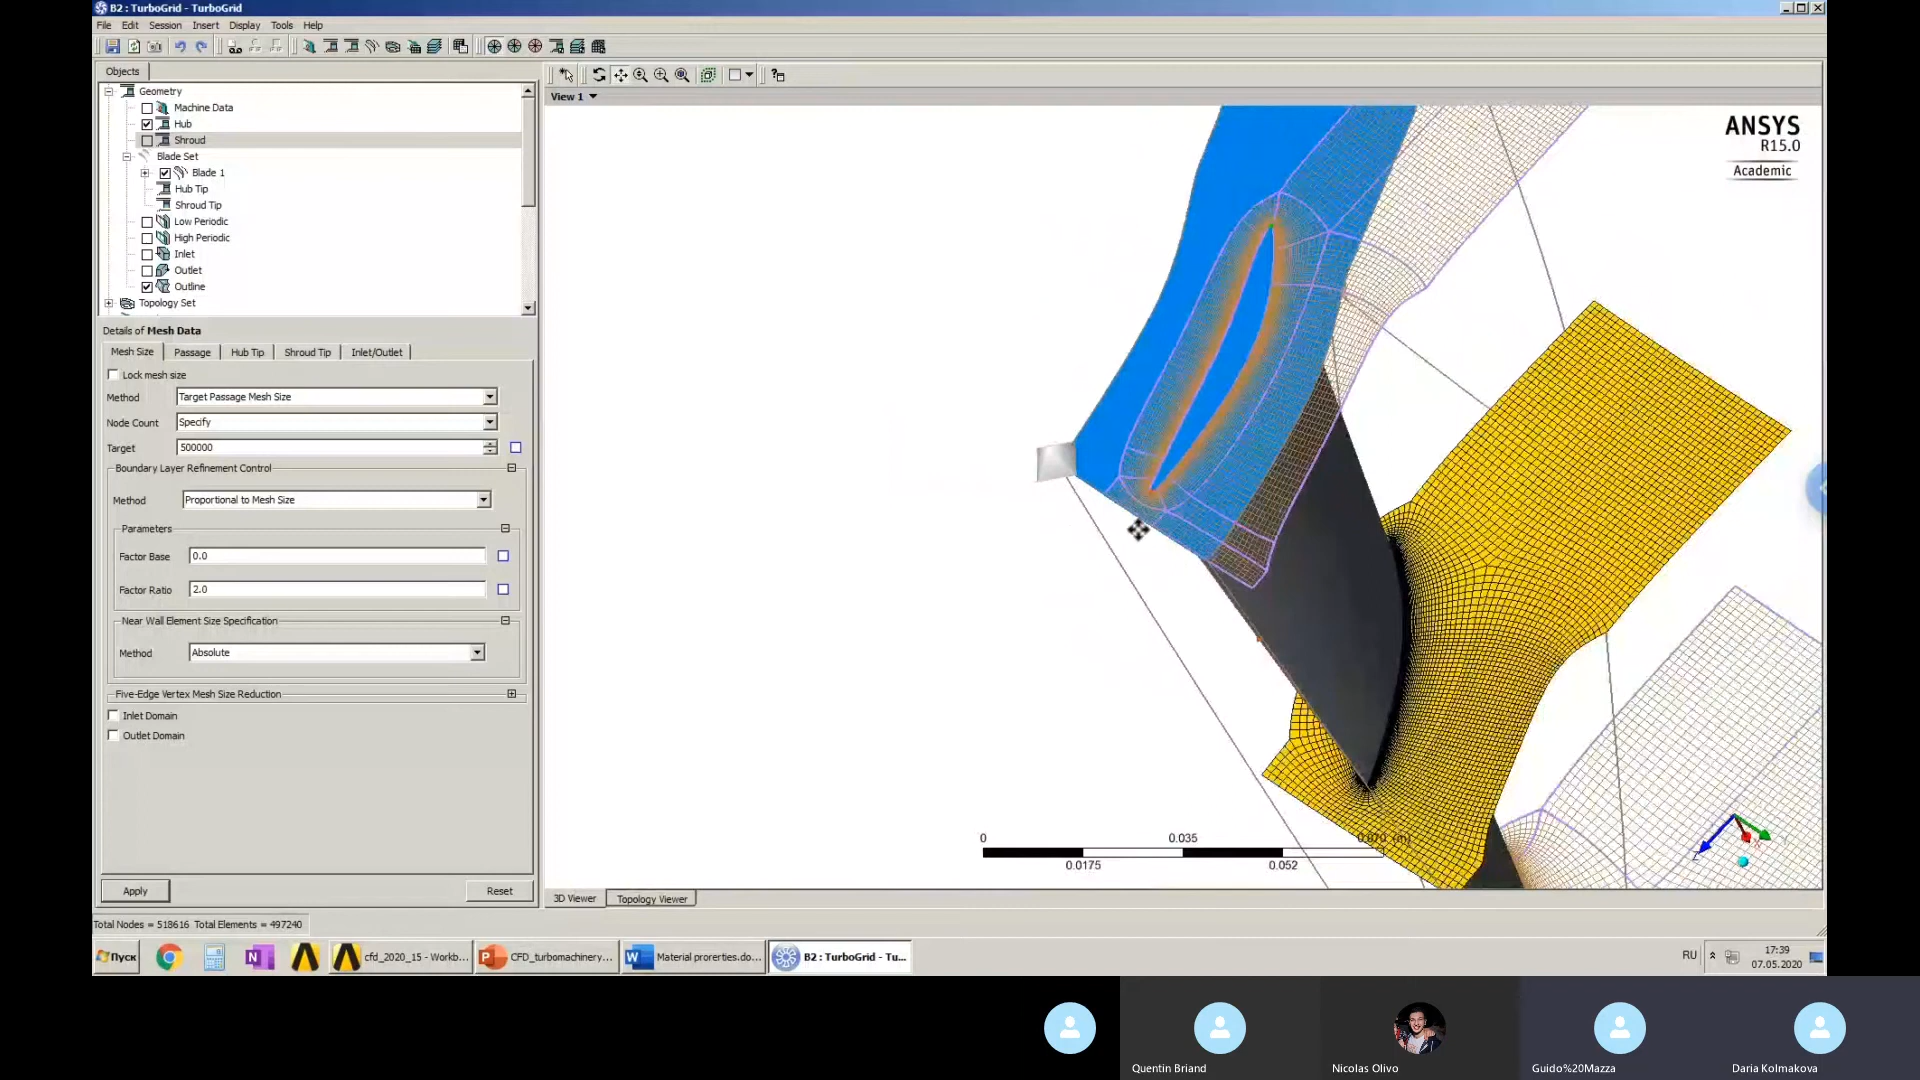 B2 : TurboGrid - TurboGrid
File Edit Session Insert Display Tools Help
Objects
Geometry
Machine Data
Hub
Shroud
Blade Set
Blade 1
Hub Tip
Shroud Tip
Low Periodic
High Periodic
Inlet
Outlet
Outline
Topology Set
Details of Mesh Data
Mesh Size Passage Hub Tip Shroud Tip Inlet/Outlet
Lock mesh size
Method Target Passage Mesh Size
Node Count Specify
Target 500000
Boundary Layer Refinement Control
Method Proportional to Mesh Size
Parameters
Factor Base 0.0
Factor Ratio 2.0
Near Wall Element Size Specification
Method Absolute
Five-Edge Vertex Mesh Size Reduction
Inlet Domain
Outlet Domain
Apply Reset
View 1
ANSYS
R15.0
Academic
0 0.035 0.070 (m)
0.0175 0.052
Z
3D Viewer Topology Viewer
Total Nodes = 518616 Total Elements = 497240
Пуск
cfd_2020_15 - Workb...
CFD_turbomachinery...
Material prorerties.do...
B2 : TurboGrid - Tu...
RU
17:39
07.05.2020
Quentin Briand
Nicolas Olivo
Guido%20Mazza
Daria Kolmakova